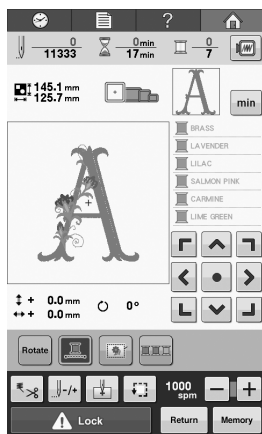 ?
0 0min 0
11333 17min 7
145.1 mm
125.7 mm
min
BRASS
LAVENDER
LILAC
SALMON PINK
CARMINE
LIME GREEN
A
+ 0.0 mm 0°
+ 0.0 mm
Rotate
-/+
1000
spm
− +
Lock Return Memory